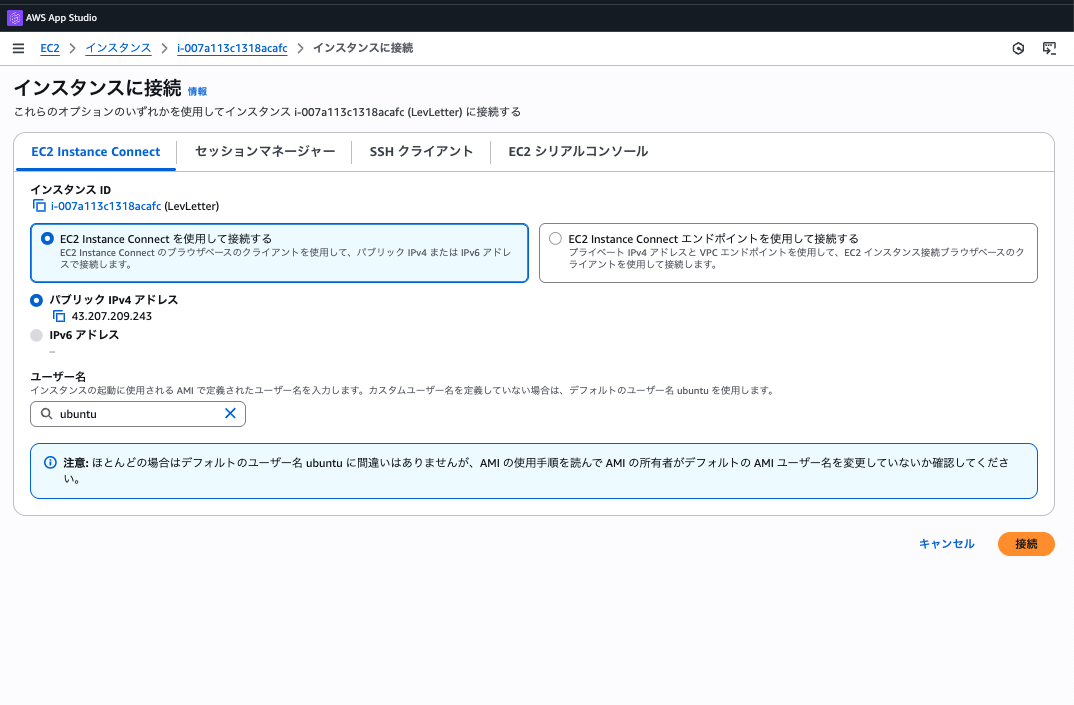 AWS App Studio
EC2 > インスタンス > i-007a113c1318acafc > インスタンスに接続
インスタンスに接続 情報
これらのオプションのいずれかを使用してインスタンス i-007a113c1318acafc (LevLetter) に接続する
EC2 Instance Connect セッションマネージャー SSH クライアント EC2 シリアルコンソール
インスタンス ID
i-007a113c1318acafc (LevLetter)
EC2 Instance Connect を使用して接続する
EC2 Instance Connect のブラウザベースのクライアントを使用して、パブリック IPv4 または IPv6 アドレ
スで接続します。
EC2 Instance Connect エンドポイントを使用して接続する
プライベート IPv4 アドレスと VPC エンドポイントを使用して、EC2 インスタンス接続ブラウザベースのク
ライアントを使用して接続します。
パブリック IPv4 アドレス
43.207.209.243
IPv6 アドレス
–
ユーザー名
インスタンスの起動に使用される AMI で定義されたユーザー名を入力します。カスタムユーザー名を定義していない場合は、デフォルトのユーザー名 ubuntu を使用します。
ubuntu
注意: ほとんどの場合はデフォルトのユーザー名 ubuntu に間違いはありませんが、AMI の使用手順を読んで AMI の所有者がデフォルトの AMI ユーザー名を変更していないか確認してくださ
い。
キャンセル 接続